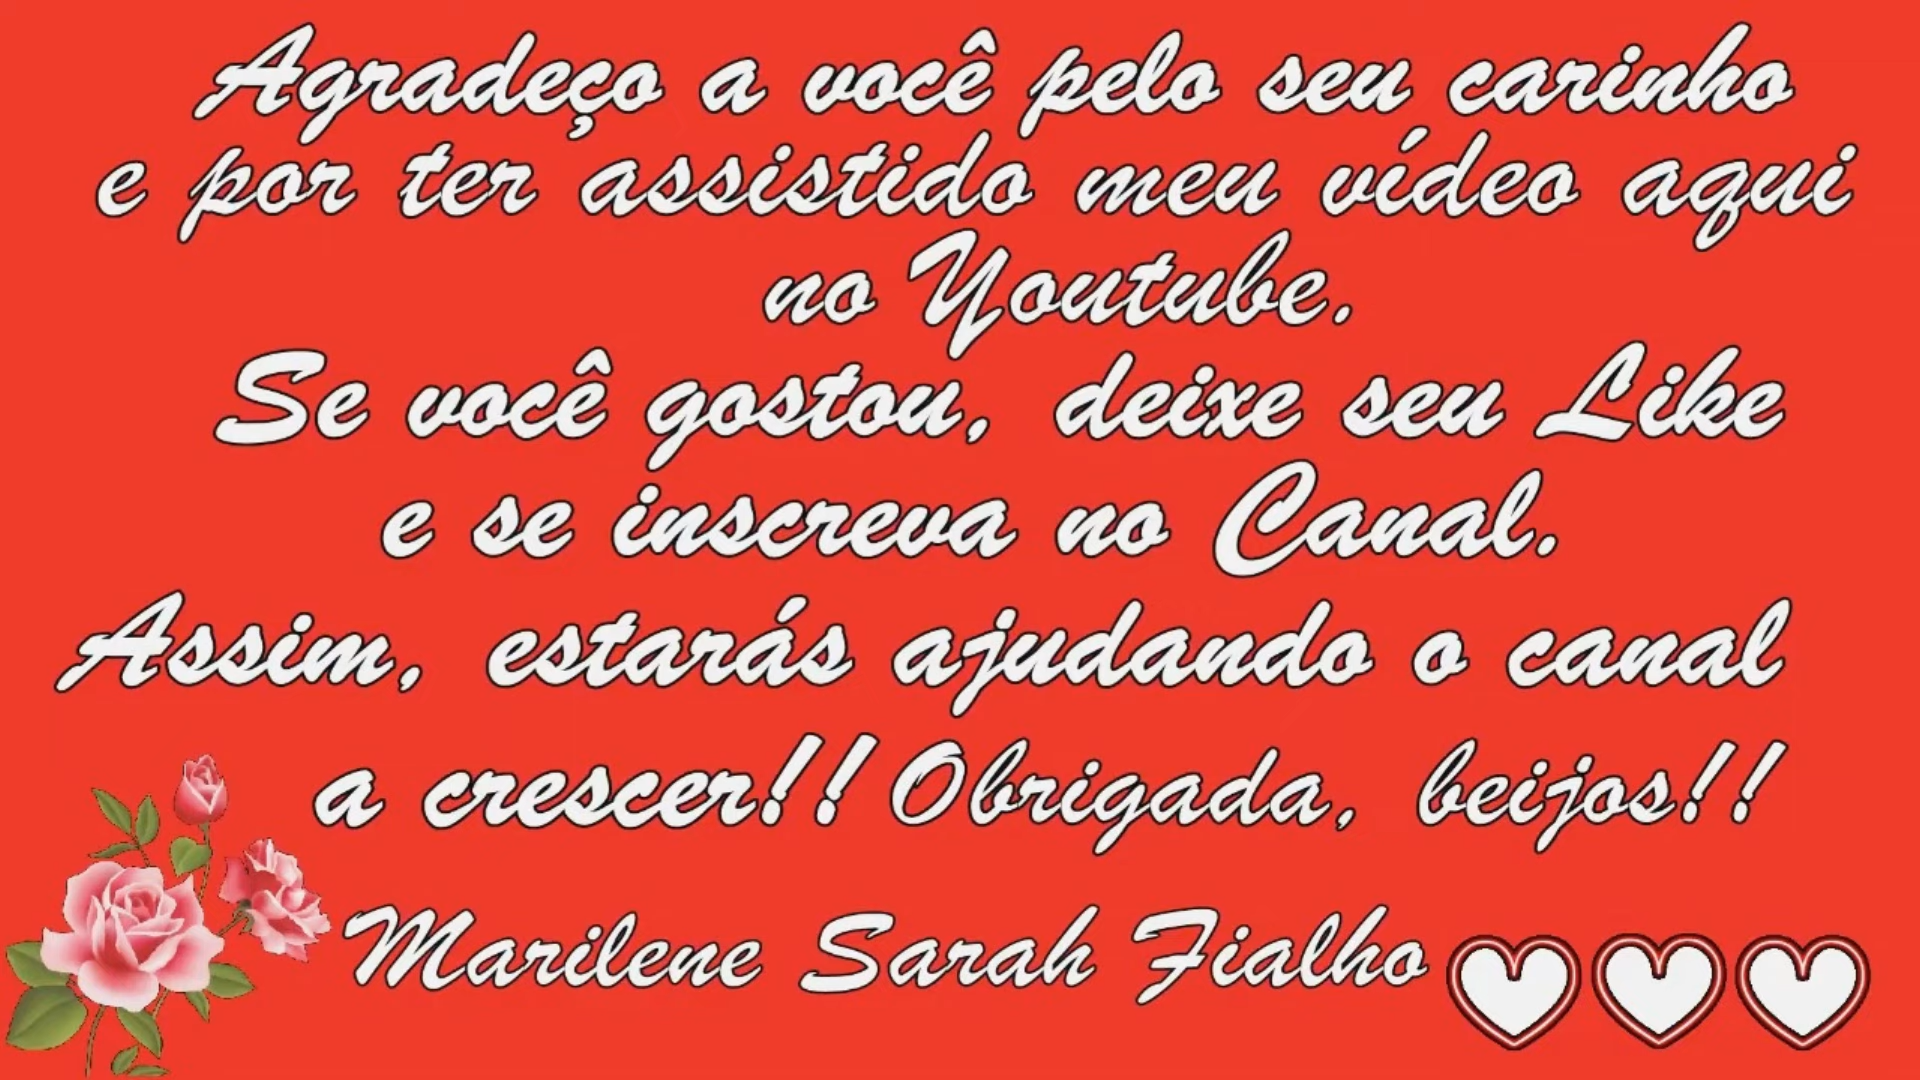 Agradeço a você pelo seu carinho
e por ter assistido meu vídeo aqui
no Youtube.
Se você gostou, deixe seu Like
e se inscreva no Canal.
Assim, estarás ajudando o canal
a crescer!! Obrigada, beijos!!
Marilene Sarah Fialho